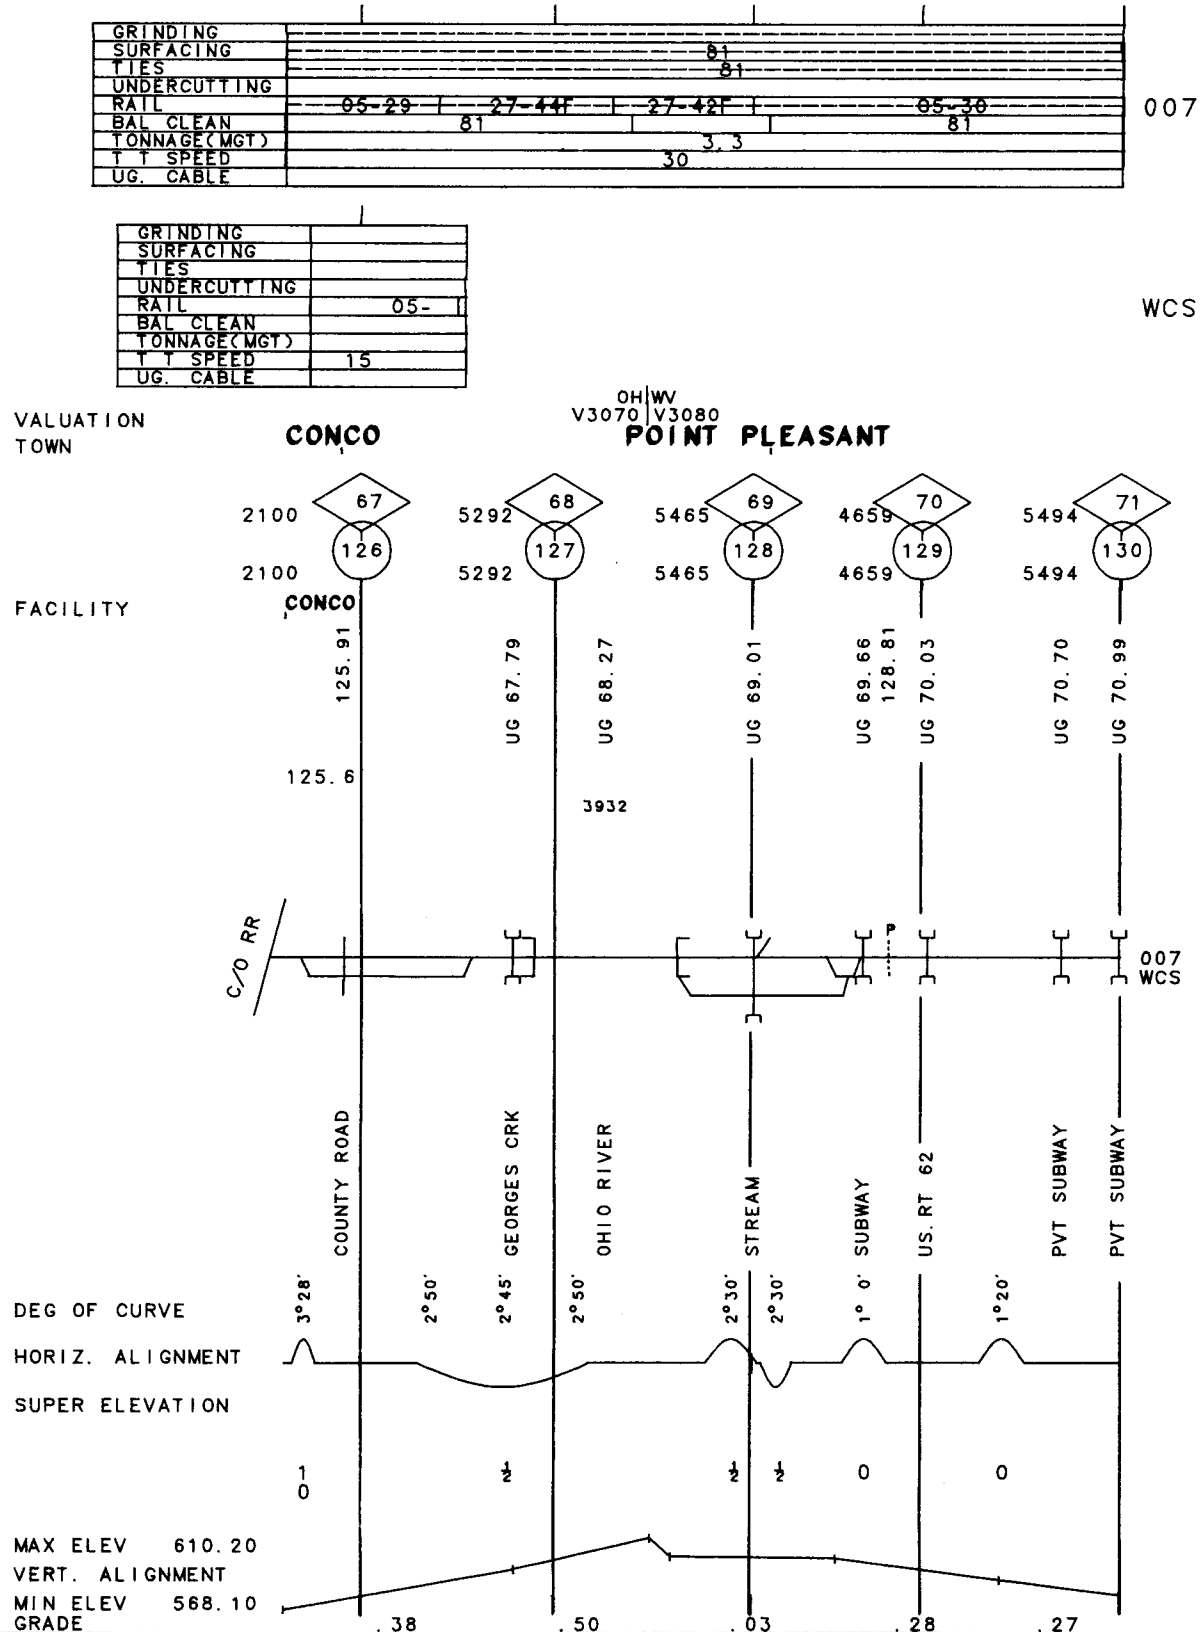 GRINDING
SURFACING 81
TIES 81
UNDERCUTTING
RAIL 05-29 27-44F 27-42F 05-30 007
BAL CLEAN 81 81
TONNAGE(MGT) 3,3
T T SPEED 30
UG. CABLE
GRINDING
SURFACING
TIES
UNDERCUTTING
RAIL 05- WCS
BAL CLEAN
TONNAGE(MGT)
T T SPEED 15
UG. CABLE
OH WV
VALUATION V3070 V3080
TOWN CONCO POINT PLEASANT
67 68 69 70 71
2100 5292 5465 4659 5494
126 127 128 129 130
2100 5292 5465 4659 5494
FACILITY CONCO
125.91
UG 67.79
UG 68.27
UG 69.01
UG 69.66
128.81
UG 70.03
UG 70.70
UG 70.99
125.6
3932
C/O RR
P
007
WCS
COUNTY ROAD
GEORGES CRK
OHIO RIVER
STREAM
SUBWAY
US.RT 62
PVT SUBWAY
PVT SUBWAY
DEG OF CURVE 3°28' 2°50' 2°45' 2°50' 2°30' 2°30' 1° 0' 1°20'
HORIZ. ALIGNMENT
SUPER ELEVATION
1 ½ ½ ½ 0 0
0
MAX ELEV 610.20
VERT. ALIGNMENT
MIN ELEV 568.10
GRADE .38 .50 .03 .28 .27